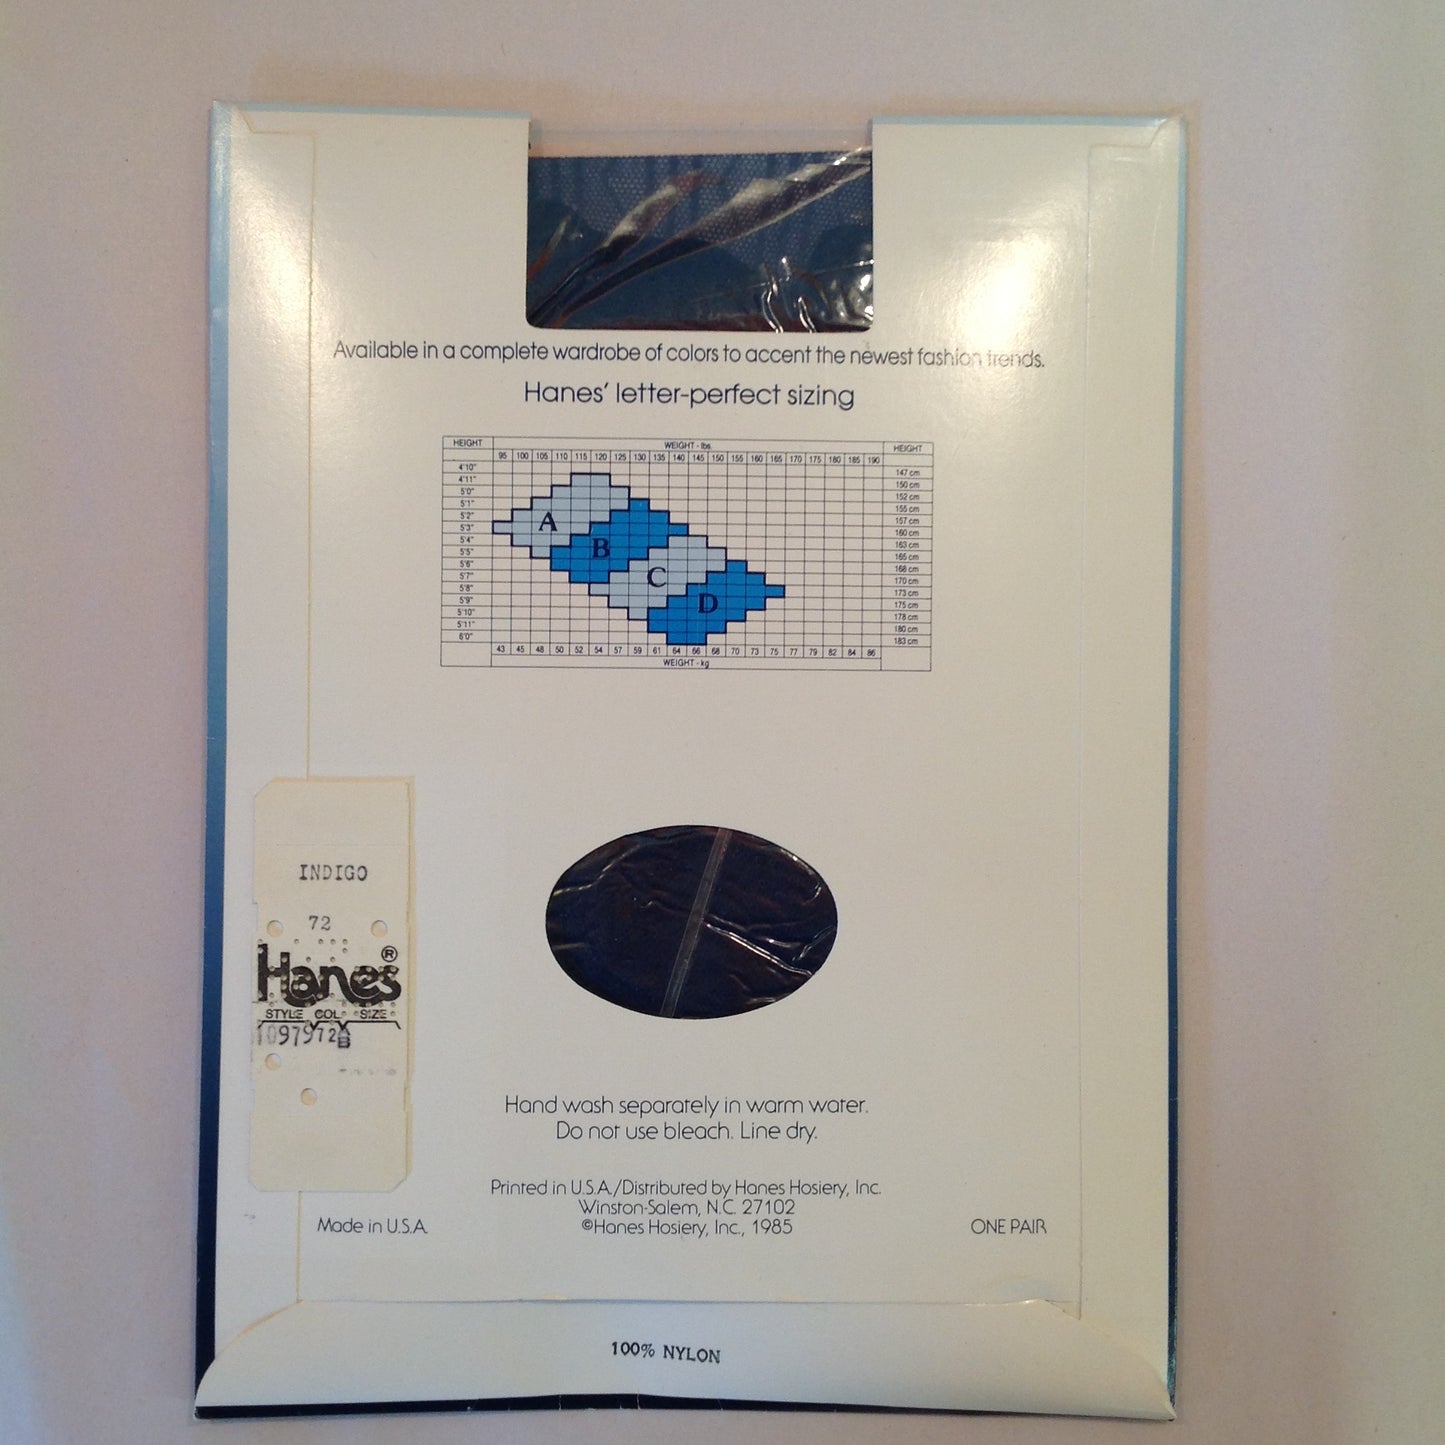 Available in a complete wardrobe of colors to accent the newest fashion trends.
Hanes' letter-perfect sizing
HEIGHT WEIGHT - lbs. HEIGHT
95 100 105 110 115 120 125 130 135 140 145 150 155 160 165 170 175 180 185 190
4'10" 147 cm
4'11" 150 cm
5'0" 152 cm
5'1" 155 cm
5'2" 157 cm
5'3" 160 cm
5'4" 163 cm
5'5" 165 cm
5'6" 168 cm
5'7" 170 cm
5'8" 173 cm
5'9" 175 cm
5'10" 178 cm
5'11" 180 cm
6'0" 183 cm
A
B
C
D
43 45 48 50 52 54 57 59 61 64 66 68 70 73 75 77 79 82 84 86
WEIGHT - kg
INDIGO
72
Hanes®
STYLE COL SIZE
1097972B
Hand wash separately in warm water.
Do not use bleach. Line dry.
Printed in U.S.A./Distributed by Hanes Hosiery, Inc.
Winston-Salem, N.C. 27102
©Hanes Hosiery, Inc., 1985
Made in U.S.A.
ONE PAIR
100% NYLON